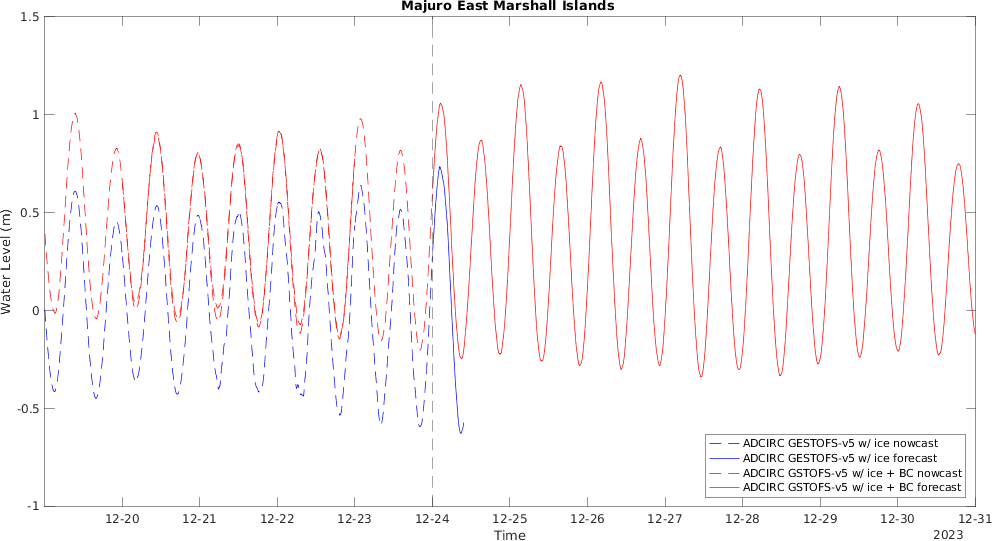 Majuro East Marshall Islands
1.5
1
0.5
0
-0.5
-1
Water Level (m)
12-20 12-21 12-22 12-23 12-24 12-25 12-26 12-27 12-28 12-29 12-30 12-31
Time
2023
ADCIRC GESTOFS-v5 w/ ice nowcast
ADCIRC GESTOFS-v5 w/ ice forecast
ADCIRC GSTOFS-v5 w/ ice + BC nowcast
ADCIRC GSTOFS-v5 w/ ice + BC forecast